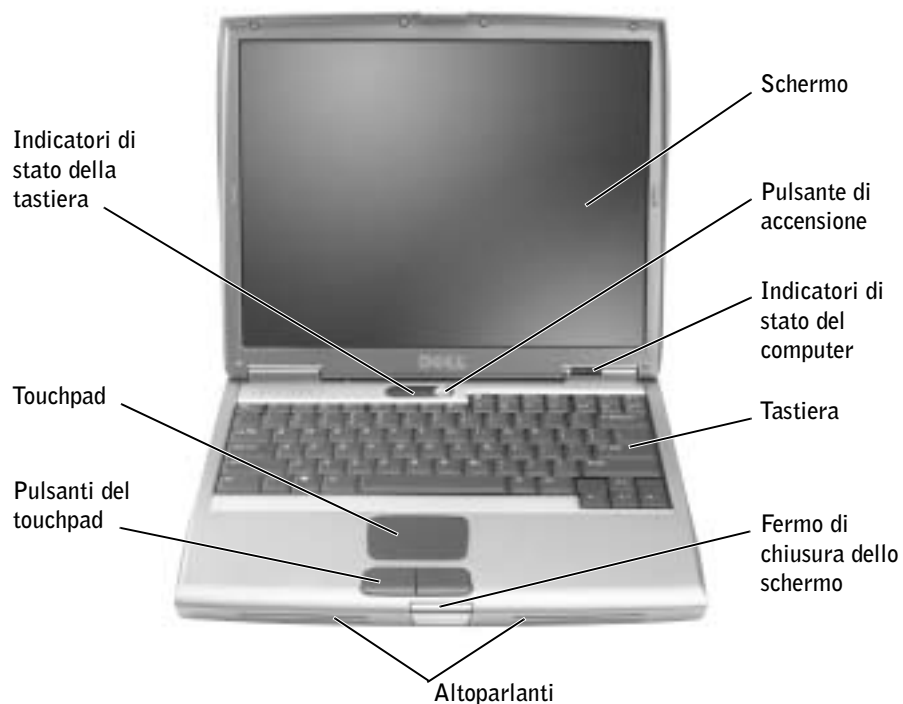 Schermo
Indicatori di
stato della
tastiera
Pulsante di
accensione
Indicatori di
stato del
computer
DELL
Touchpad
Tastiera
Pulsanti del
touchpad
Fermo di
chiusura dello
schermo
Altoparlanti